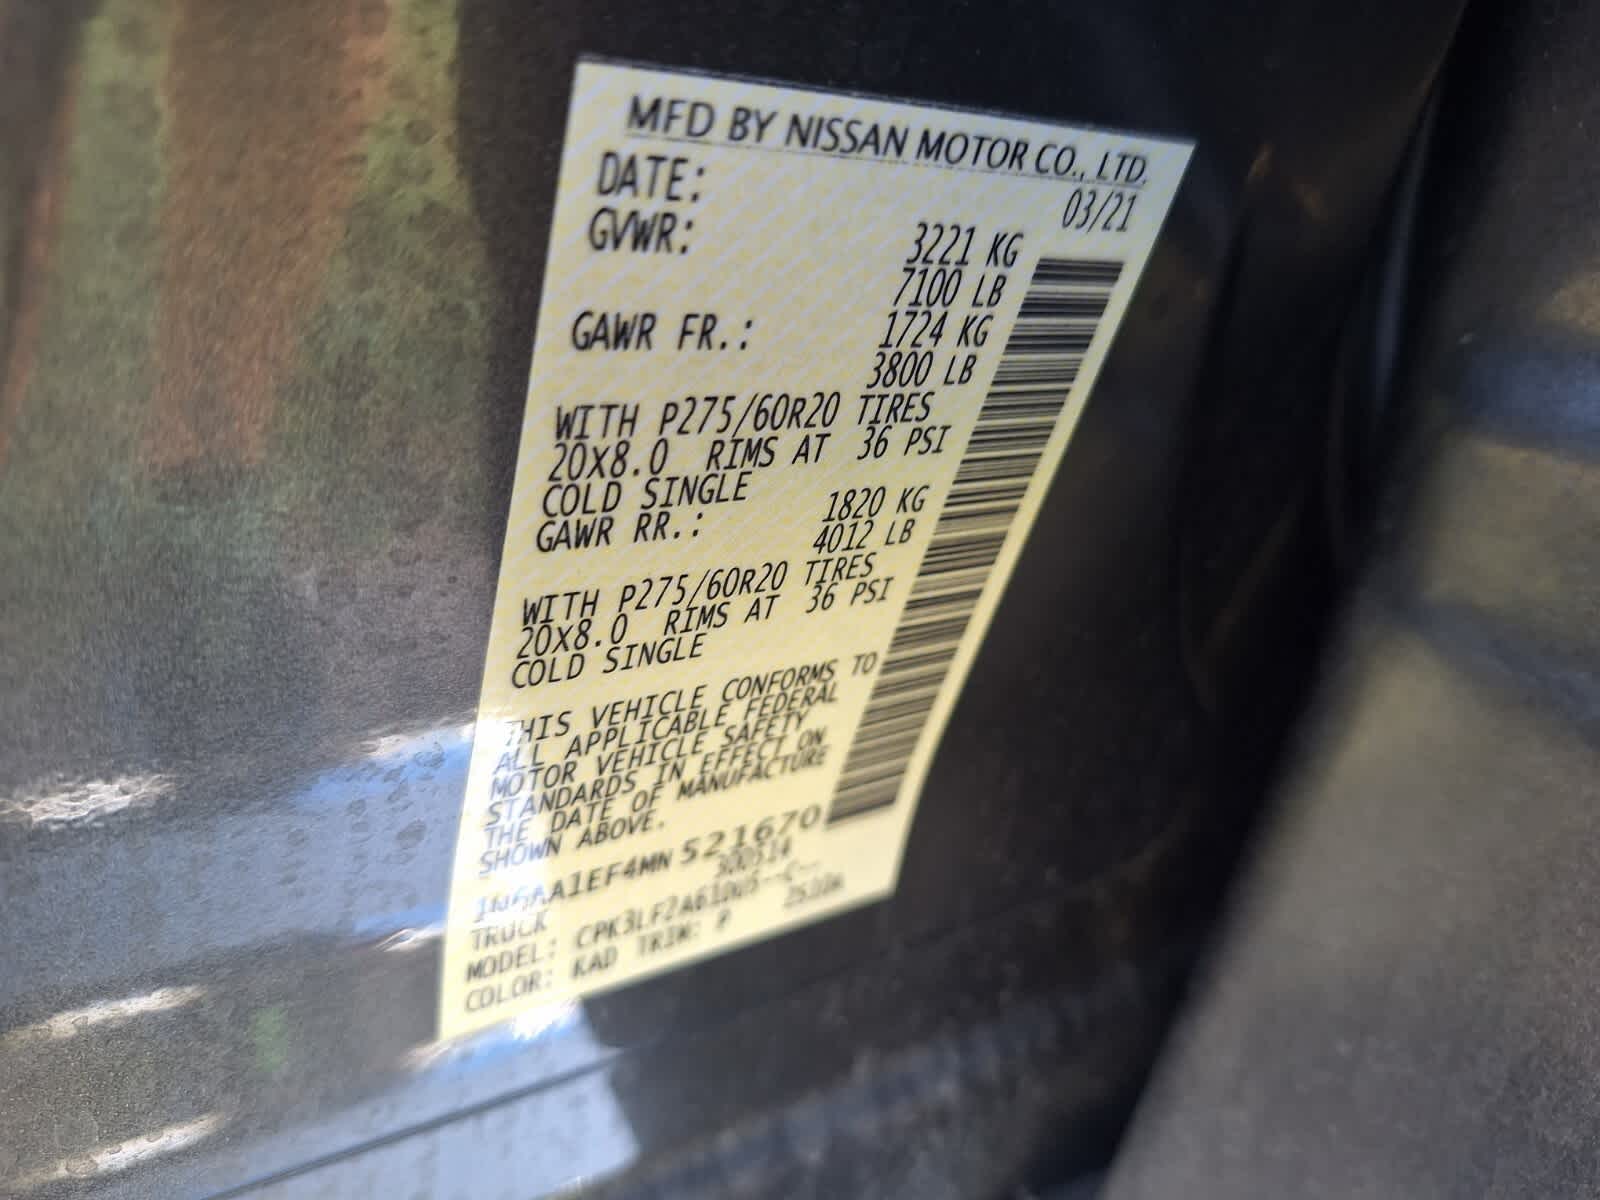 MFD BY NISSAN MOTOR CO., LTD.
DATE: 03/21
GVWR: 3221 KG
7100 LB
GAWR FR.: 1724 KG
3800 LB
WITH P275/60R20 TIRES
20X8.0 RIMS AT 36 PSI
COLD SINGLE
GAWR RR.: 1820 KG
4012 LB
WITH P275/60R20 TIRES
20X8.0 RIMS AT 36 PSI
COLD SINGLE
THIS VEHICLE CONFORMS TO
ALL APPLICABLE FEDERAL
MOTOR VEHICLE SAFETY
STANDARDS IN EFFECT ON
THE DATE OF MANUFACTURE
SHOWN ABOVE.
1N6AA1EF4MN 521670
TRUCK
MODEL:
COLOR: KAD TRIM: P